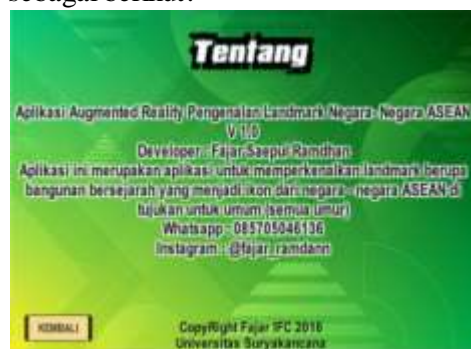 sebagai berikut:
Tentang
Aplikasi Augmented Reality Pengenalan Landmark Negara- Negara ASEAN
V 1.0
Developer : Fajar Saepul Ramdhan
Aplikasi ini merupakan aplikasi untuk memperkenalkan landmark berupa
bangunan bersejarah yang menjadi ikon dari negara - negara ASEAN di
tujukan untuk umum (semua umur)
Whatsapp : 085705046136
Instagram : @fajar_ramdann
KEMBALI
CopyRight Fajar IFC 2016
Universitas Suryakancana